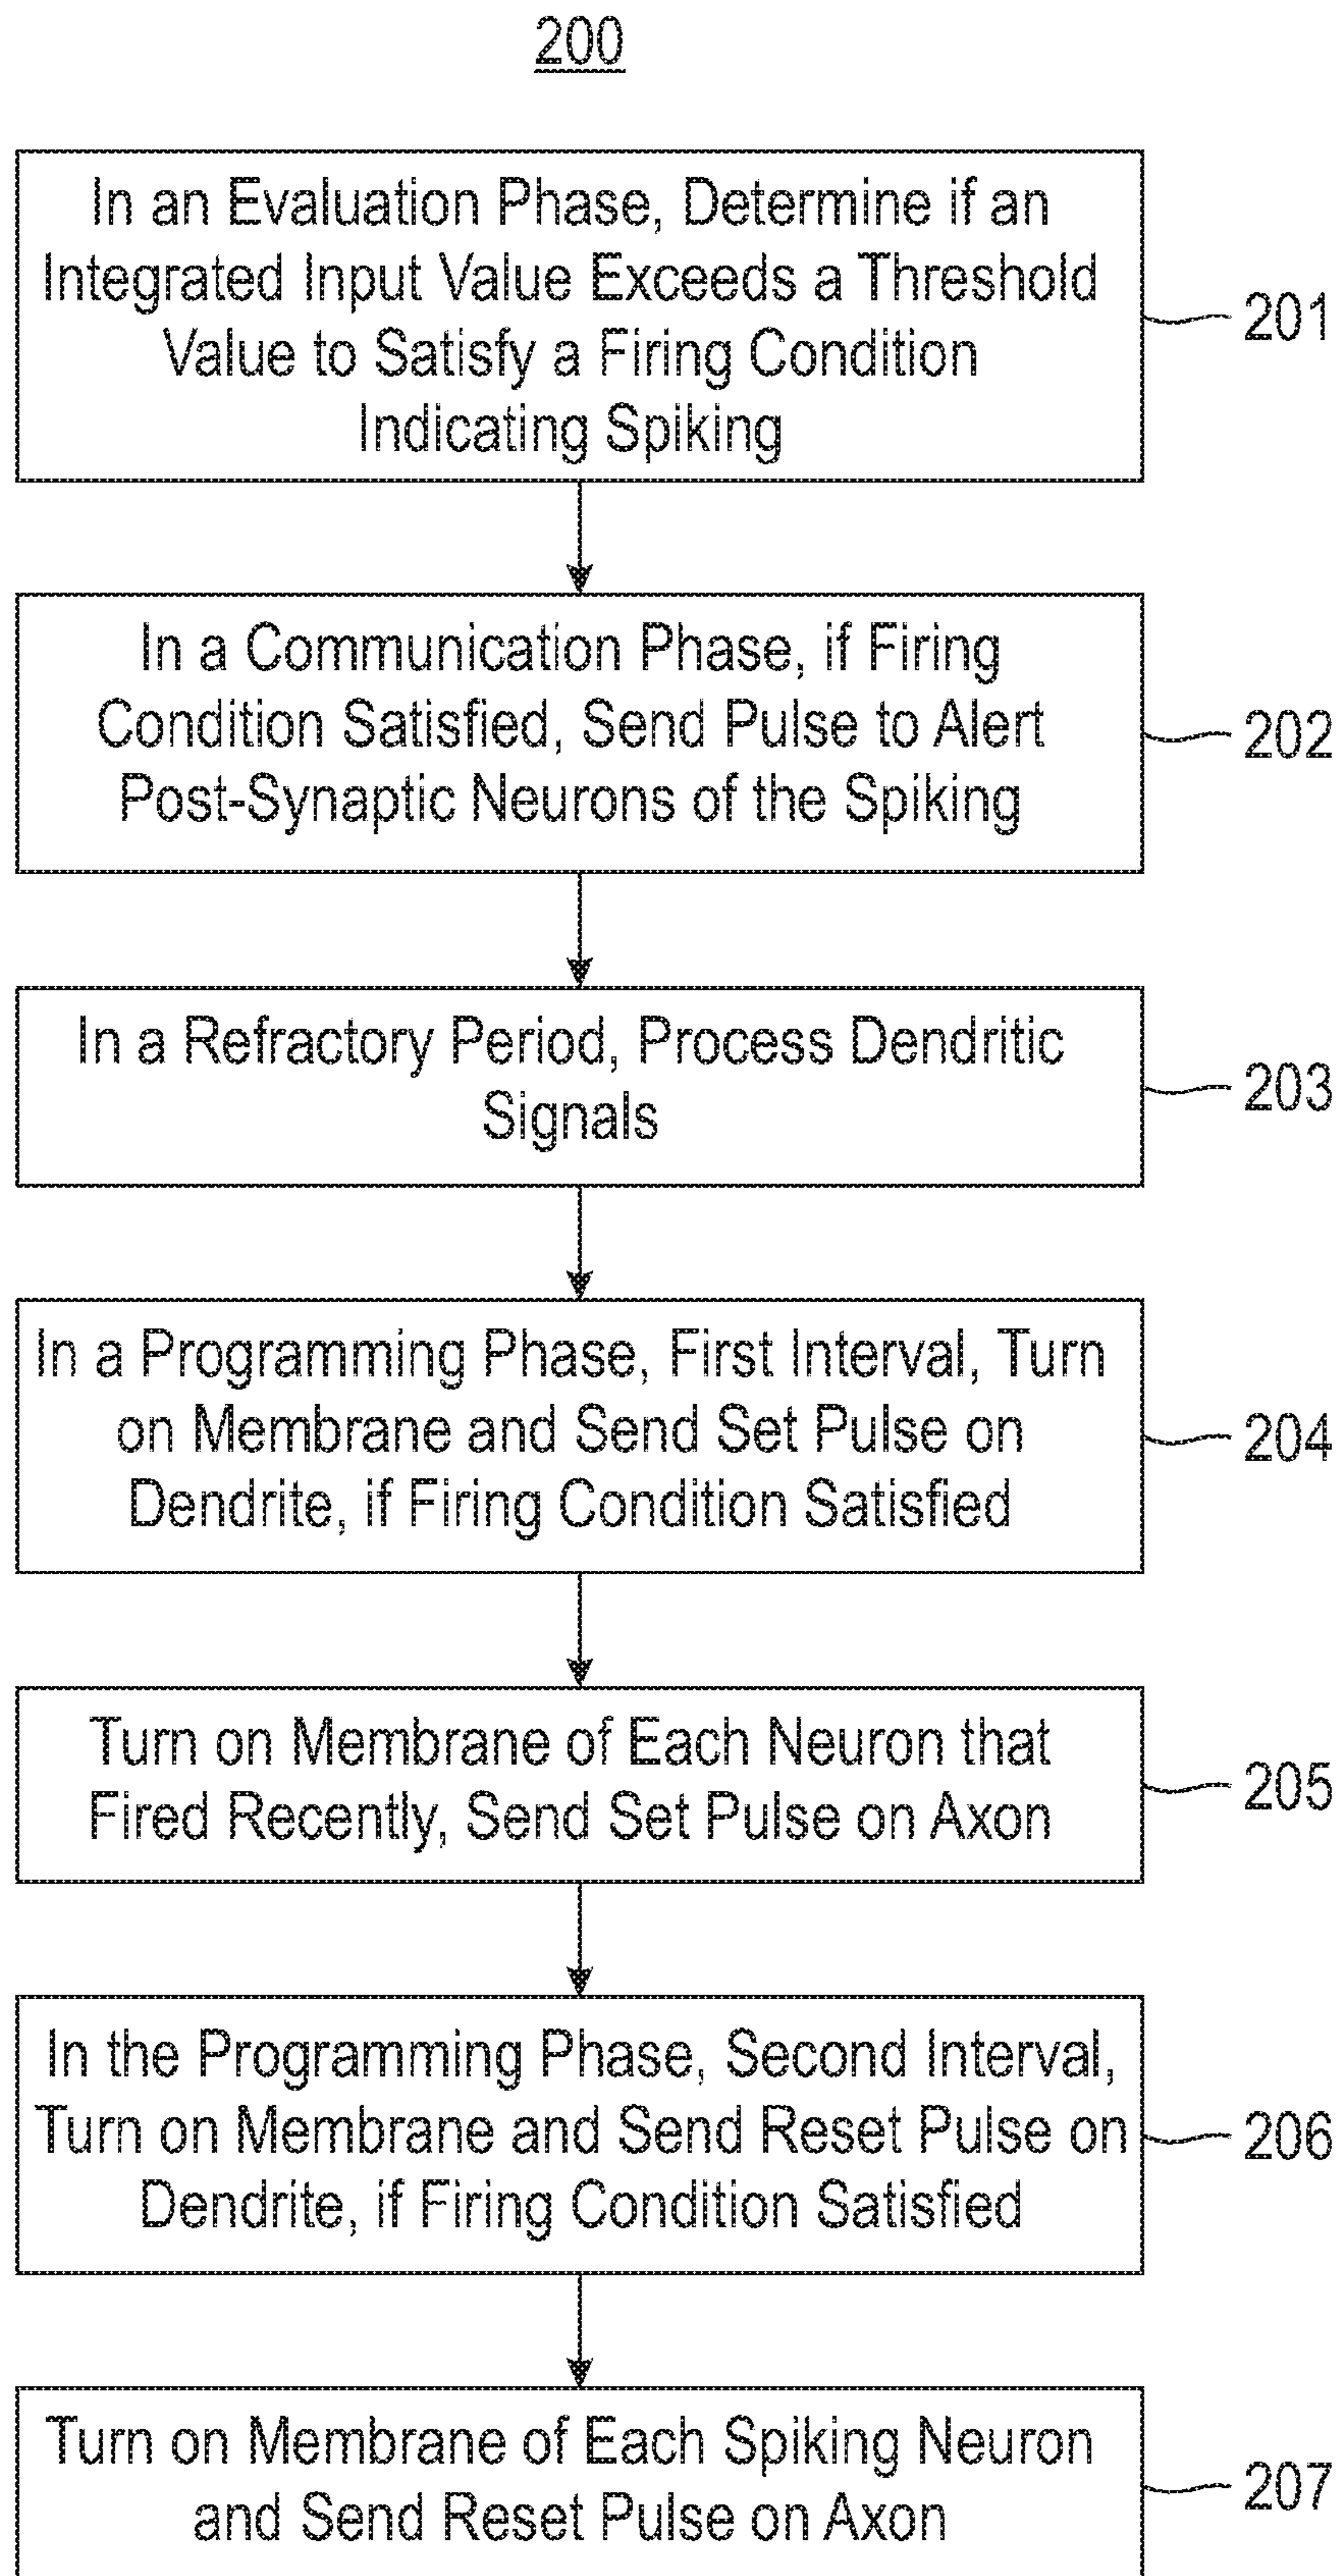 200
In an Evaluation Phase, Determine if an
Integrated Input Value Exceeds a Threshold
Value to Satisfy a Firing Condition
Indicating Spiking
201
In a Communication Phase, if Firing
Condition Satisfied, Send Pulse to Alert
Post-Synaptic Neurons of the Spiking
202
In a Refractory Period, Process Dendritic
Signals
203
In a Programming Phase, First Interval, Turn
on Membrane and Send Set Pulse on
Dendrite, if Firing Condition Satisfied
204
Turn on Membrane of Each Neuron that
Fired Recently, Send Set Pulse on Axon
205
In the Programming Phase, Second Interval,
Turn on Membrane and Send Reset Pulse on
Dendrite, if Firing Condition Satisfied
206
Turn on Membrane of Each Spiking Neuron
and Send Reset Pulse on Axon
207